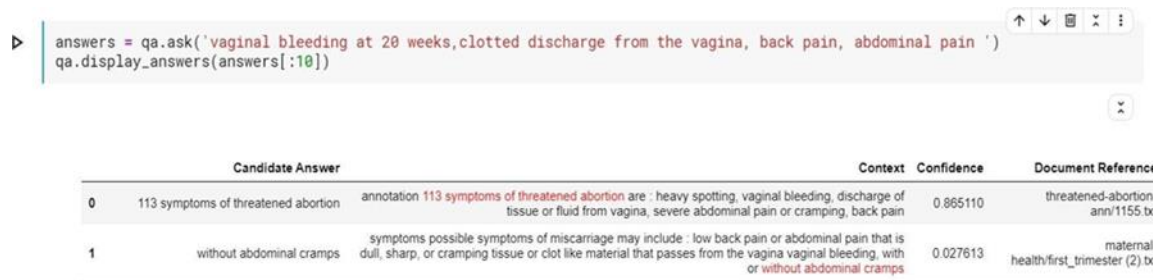 answers = qa.ask('vaginal bleeding at 20 weeks,clotted discharge from the vagina, back pain, abdominal pain ')
qa.display_answers(answers[:10])
Candidate Answer Context Confidence Document Reference
0 113 symptoms of threatened abortion annotation 113 symptoms of threatened abortion are : heavy spotting, vaginal bleeding, discharge of 0.865110 threatened-abortion
tissue or fluid from vagina, severe abdominal pain or cramping, back pain ann/1155.tx
1 without abdominal cramps symptoms possible symptoms of miscarriage may include : low back pain or abdominal pain that is 0.027613 maternal
dull, sharp, or cramping tissue or clot like material that passes from the vagina vaginal bleeding, with health/first_trimester (2).tx
or without abdominal cramps